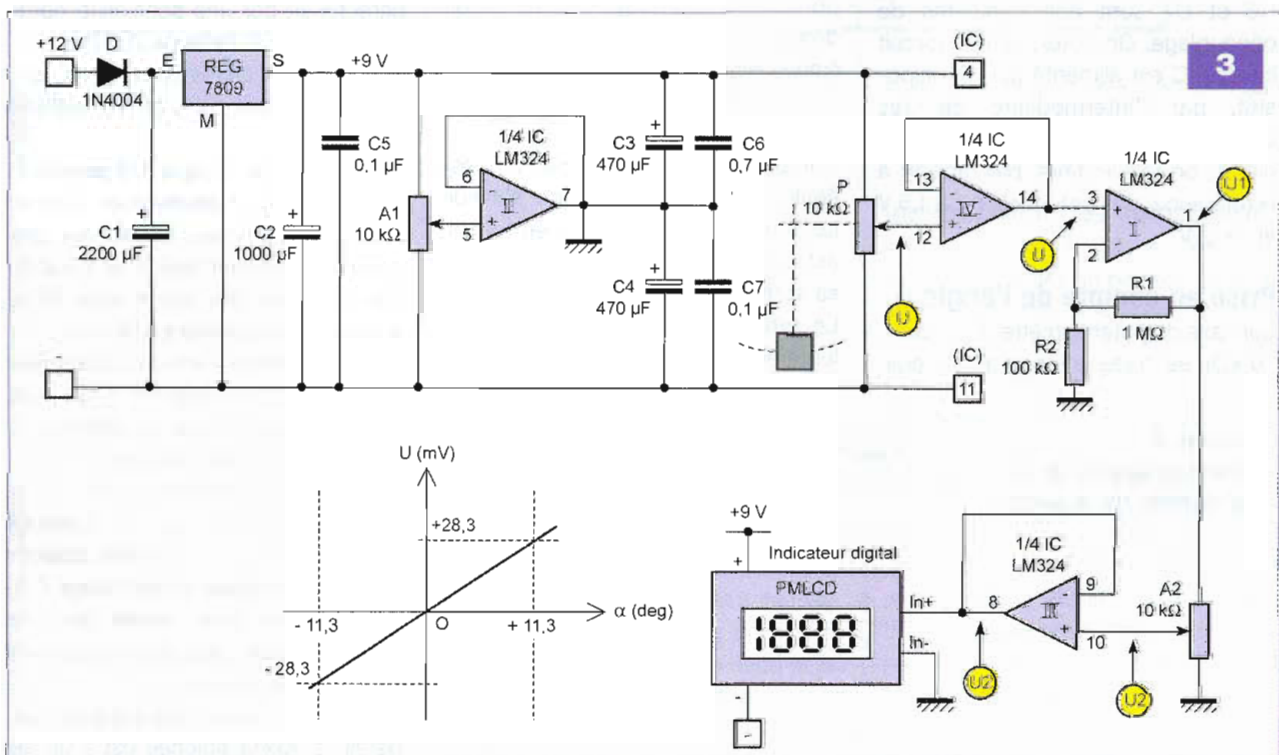 3
+12 V
D
1N4004
E
REG
7809
S
M
+9 V
C1
2200 µF
C2
1000 µF
C5
0,1 µF
A1
10 kΩ
1/4 IC
LM324
6
-
II
7
5
+
+
C3
470 µF
C6
0,7 µF
+
C4
470 µF
C7
0,1 µF
(IC)
4
P
10 kΩ
U
(IC)
11
1/4 IC
LM324
13
-
IV
14
+
12
U
1/4 IC
LM324
U1
3
+
I
1
-
2
R1
1 MΩ
R2
100 kΩ
U (mV)
+28,3
α (deg)
- 11,3
O
+ 11,3
- 28,3
+9 V
+
Indicateur digital
PMLCD
1888
In+
In-
-
-
1/4 IC
LM324
8
9
-
+
10
U2
U2
A2
10 kΩ